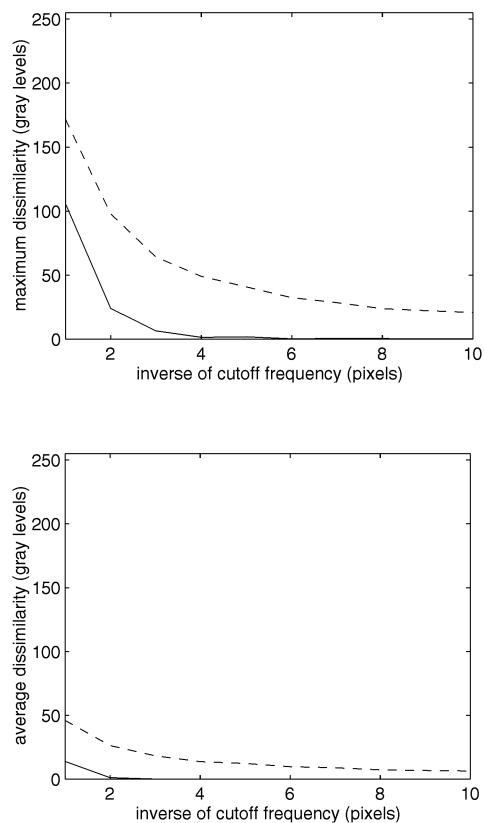 250
200
150
100
50
0
maximum dissimilarity (gray levels)
2 4 6 8 10
inverse of cutoff frequency (pixels)
250
200
150
100
50
0
average dissimilarity (gray levels)
2 4 6 8 10
inverse of cutoff frequency (pixels)